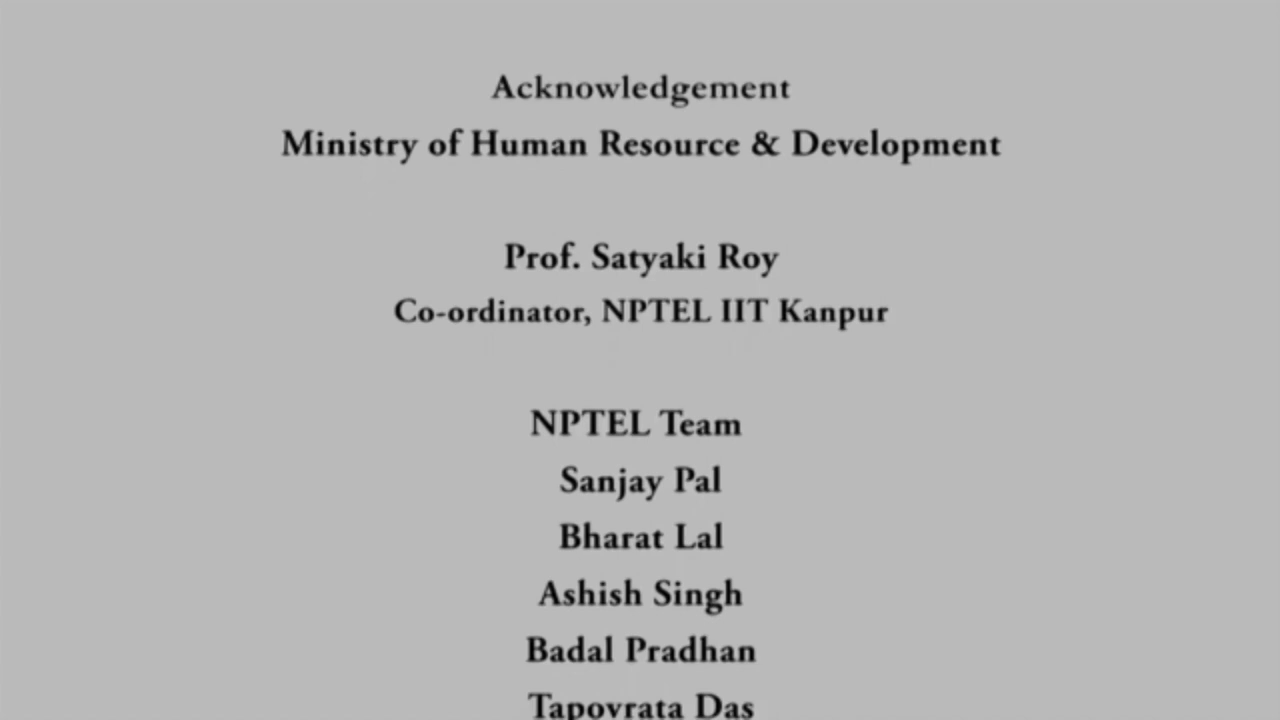 Acknowledgement
Ministry of Human Resource & Development
Prof. Satyaki Roy
Co-ordinator, NPTEL IIT Kanpur
NPTEL Team
Sanjay Pal
Bharat Lal
Ashish Singh
Badal Pradhan
Tapovrata Das